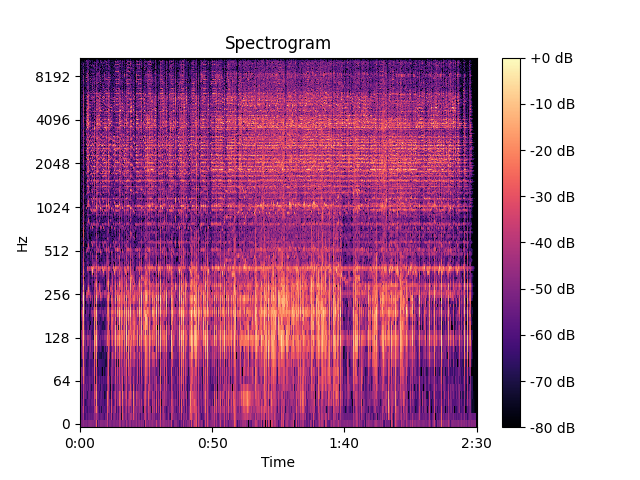 Spectrogram
8192
4096
2048
1024
512
256
128
64
0
Hz
0:00
0:50
1:40
2:30
Time
+0 dB
-10 dB
-20 dB
-30 dB
-40 dB
-50 dB
-60 dB
-70 dB
-80 dB